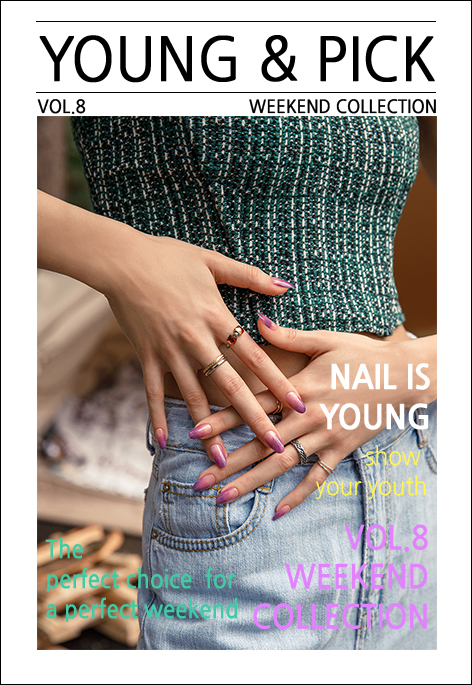 YOUNG & PICK
VOL.8 WEEKEND COLLECTION
NAIL IS
YOUNG
show
your youth
The
perfect choice for
a perfect weekend
VOL.8
WEEKEND
COLLECTION